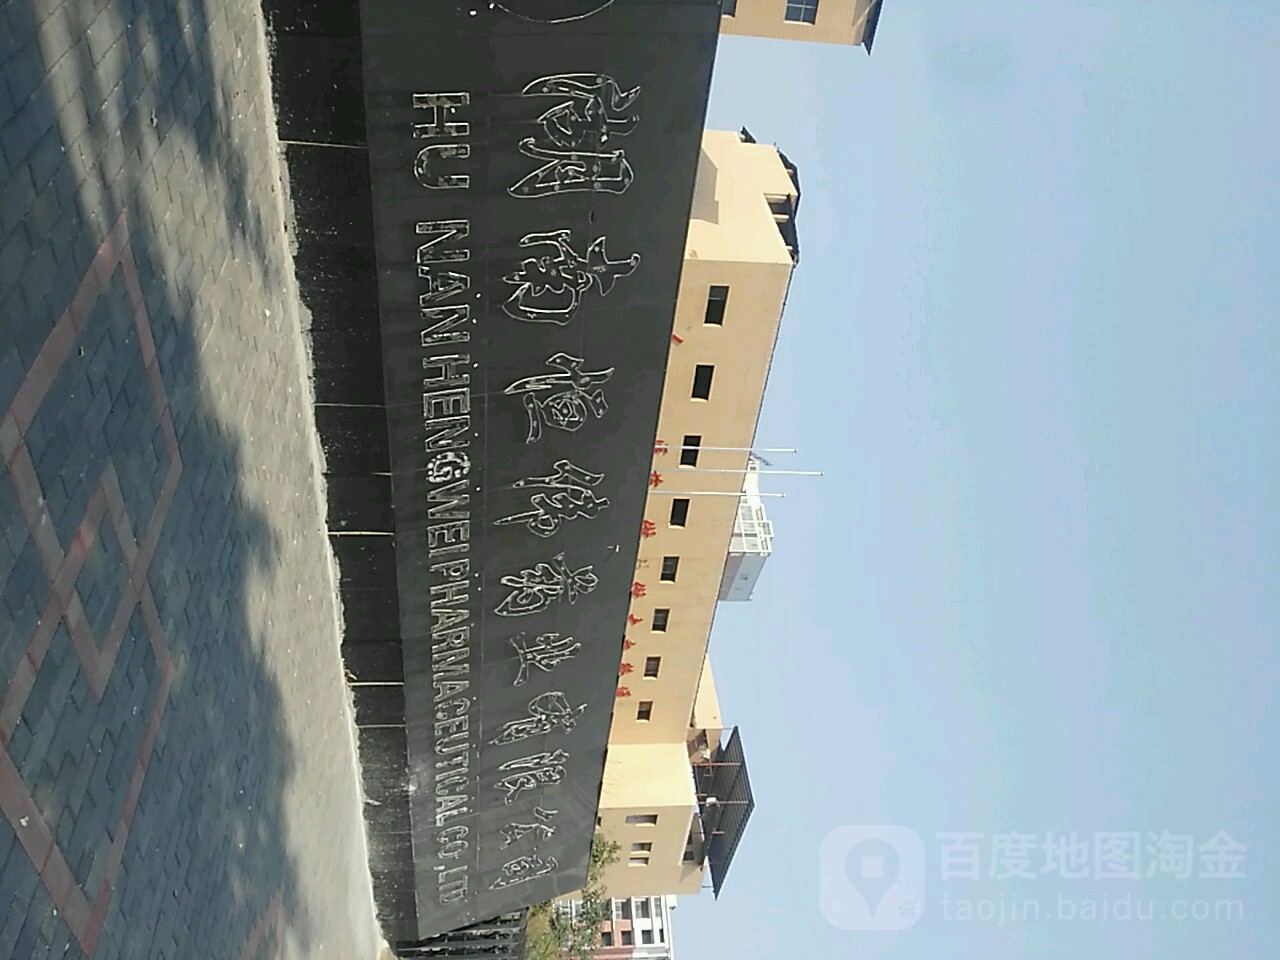 湖南恒伟药业有限公司
HU NAN HENGWEI PHARMACEUTICAL CO.,LTD
百度地图淘金
taojin.baidu.com